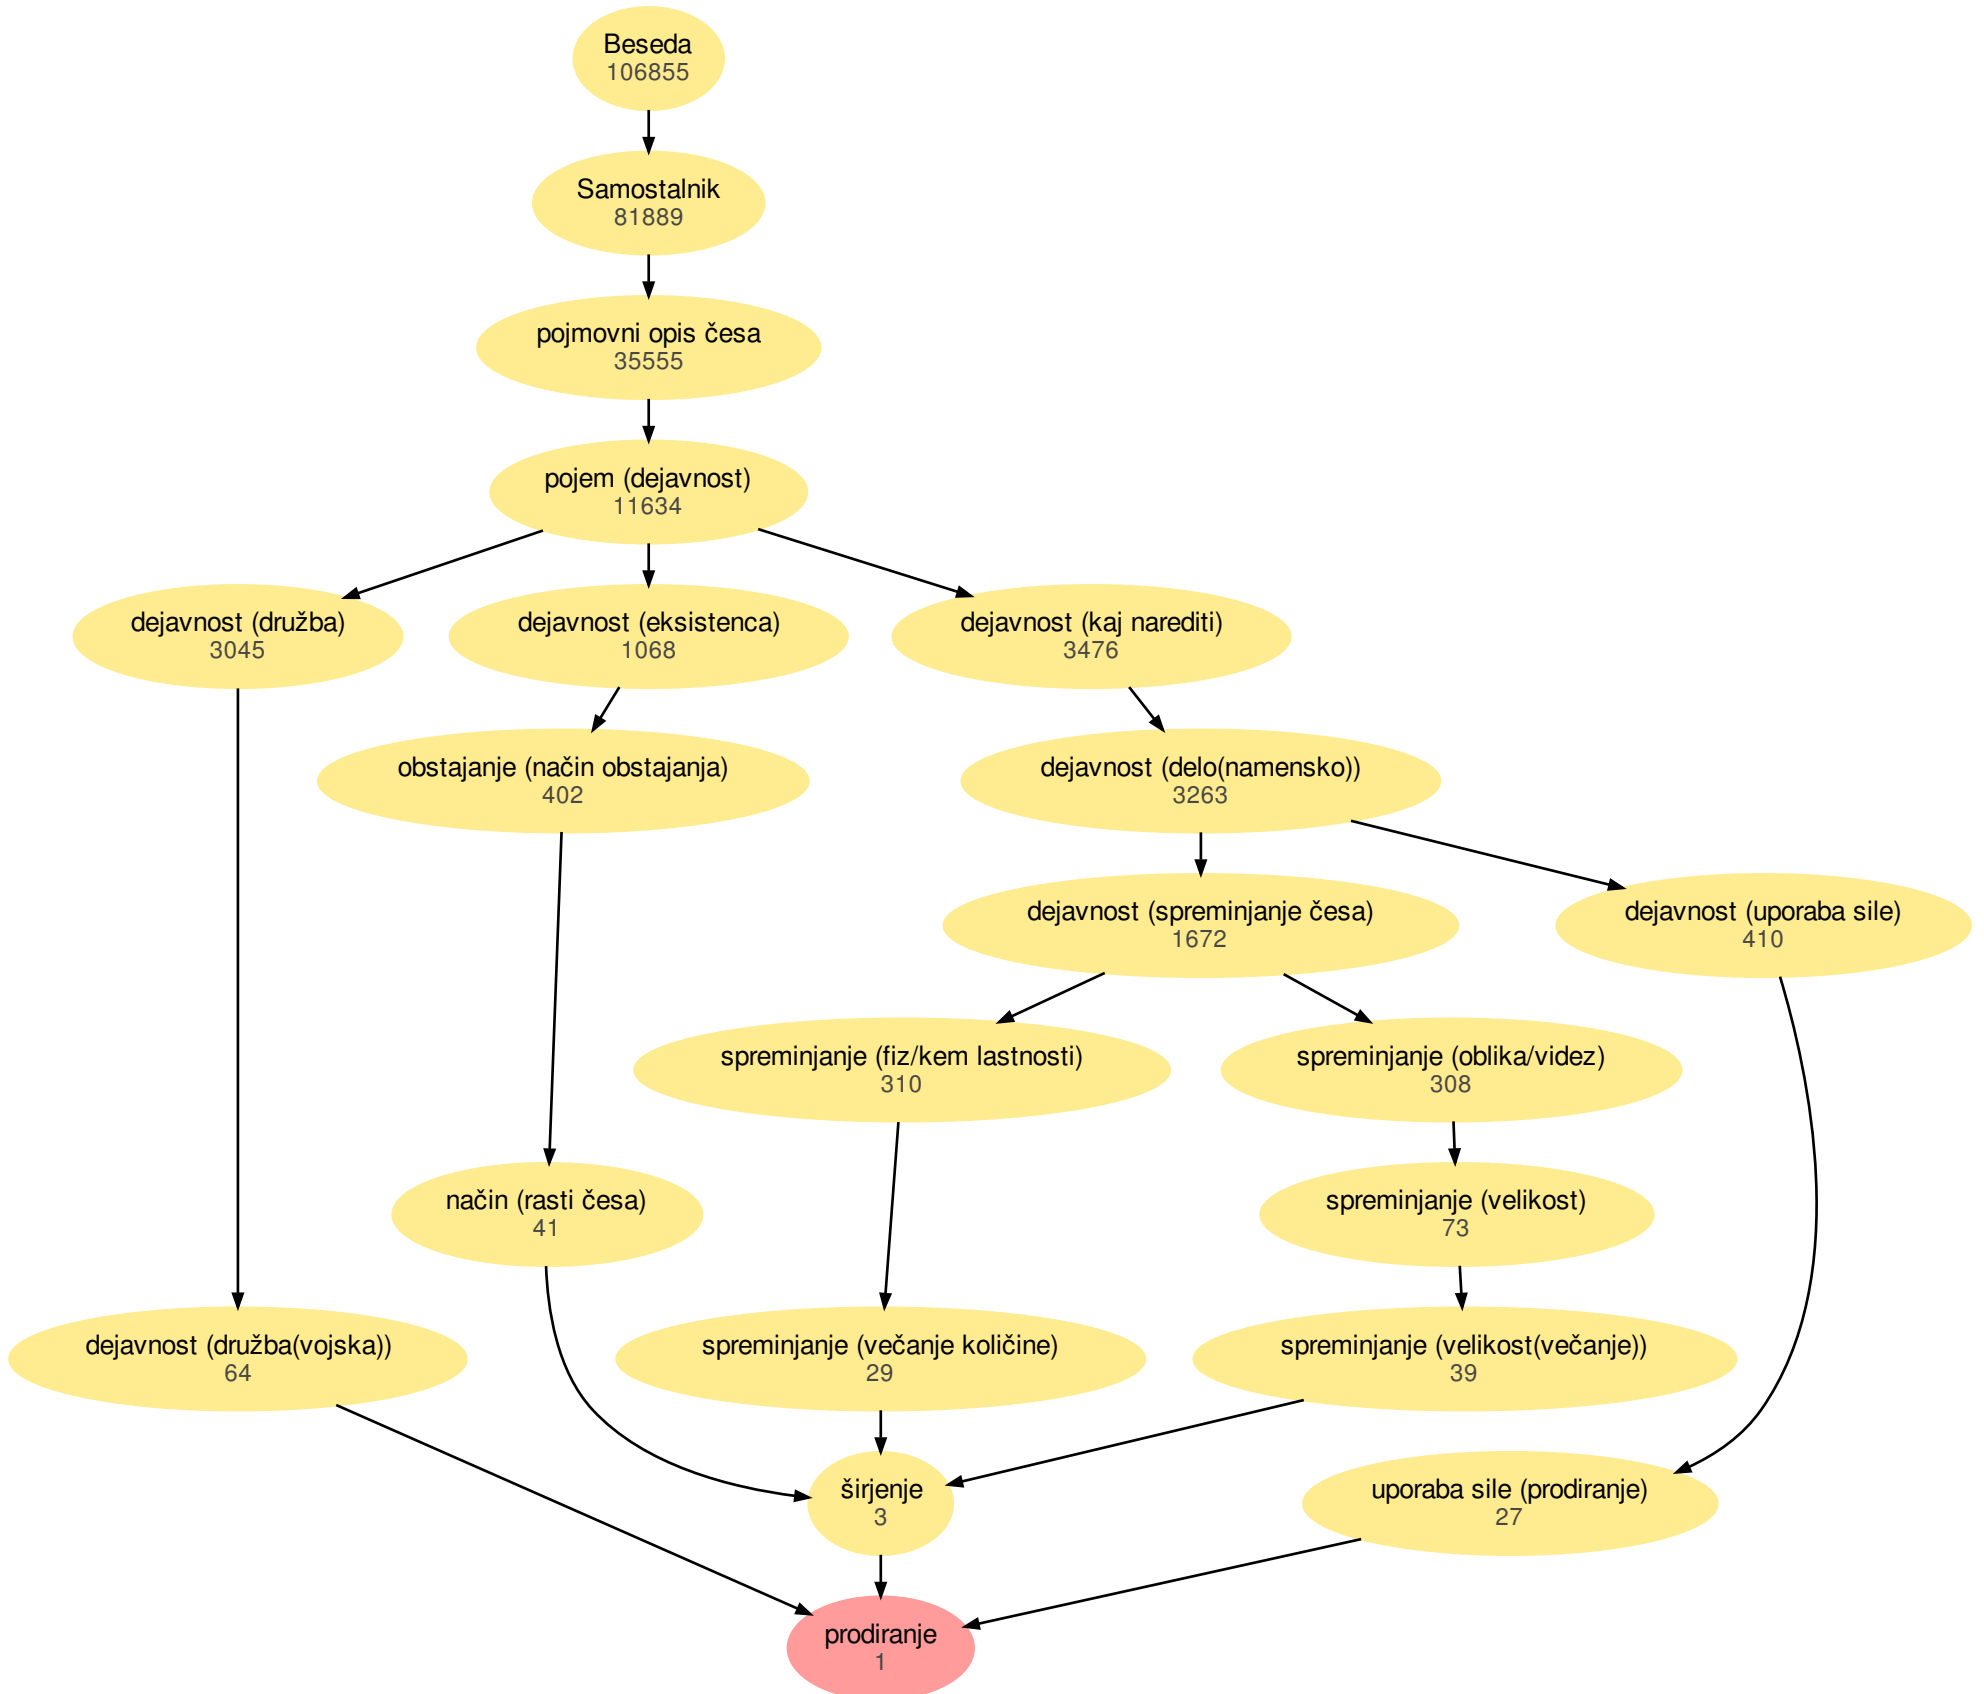 Beseda
106855
Samostalnik
81889
pojmovni opis česa
35555
pojem (dejavnost)
11634
dejavnost (družba)
3045
dejavnost (eksistenca)
1068
dejavnost (kaj narediti)
3476
obstajanje (način obstajanja)
402
dejavnost (delo(namensko))
3263
dejavnost (spreminjanje česa)
1672
dejavnost (uporaba sile)
410
spreminjanje (fiz/kem lastnosti)
310
spreminjanje (oblika/videz)
308
način (rasti česa)
41
spreminjanje (velikost)
73
dejavnost (družba(vojska))
64
spreminjanje (večanje količine)
29
spreminjanje (velikost(večanje))
39
širjenje
3
uporaba sile (prodiranje)
27
prodiranje
1